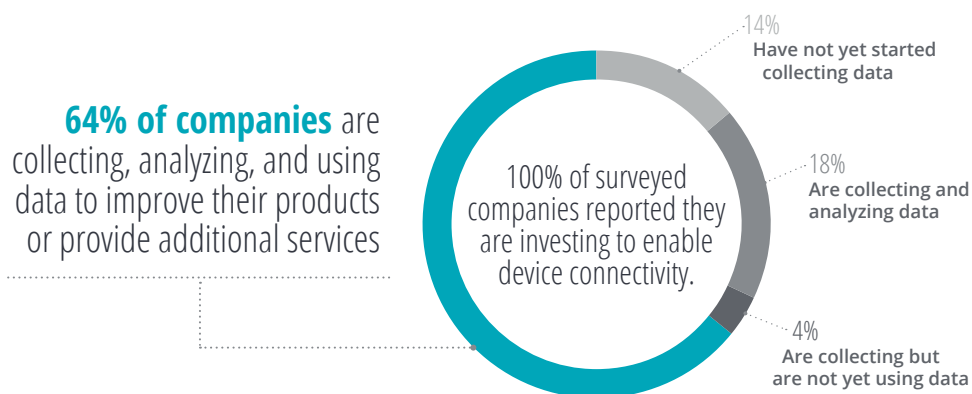 64% of companies are
collecting, analyzing, and using
data to improve their products
or provide additional services
100% of surveyed
companies reported they
are investing to enable
device connectivity.
14%
Have not yet started
collecting data
18%
Are collecting and
analyzing data
4%
Are collecting but
are not yet using data